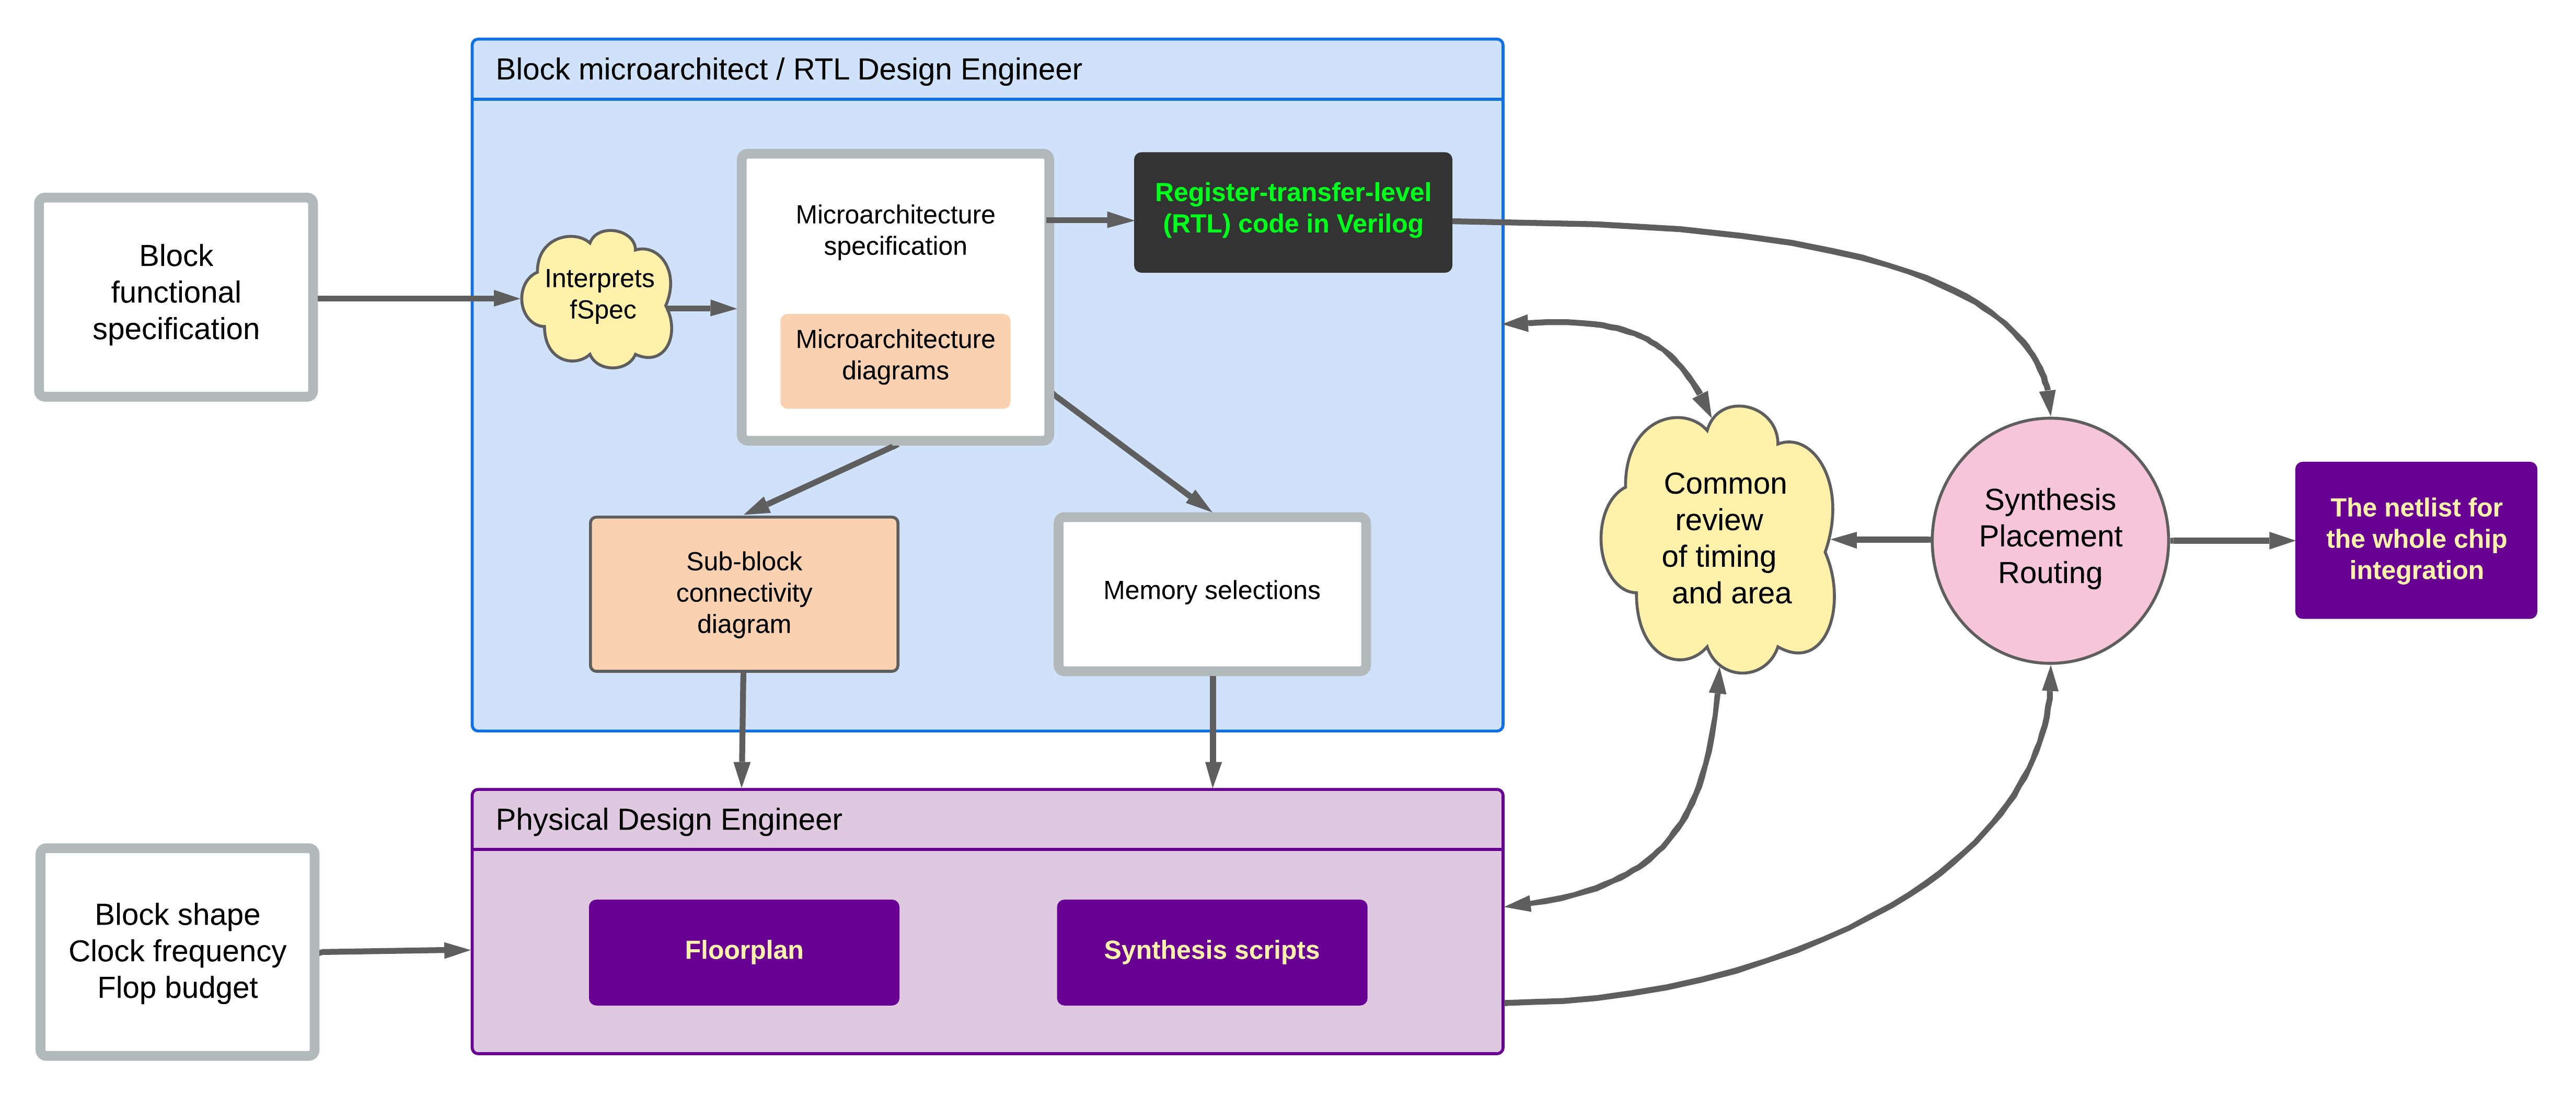 Block microarchitect / RTL Design Engineer
Block
functional
specification
Interprets
fSpec
Microarchitecture
specification
Microarchitecture
diagrams
Register-transfer-level
(RTL) code in Verilog
Sub-block
connectivity
diagram
Memory selections
Common
review
of timing
and area
Synthesis
Placement
Routing
The netlist for
the whole chip
integration
Physical Design Engineer
Block shape
Clock frequency
Flop budget
Floorplan
Synthesis scripts